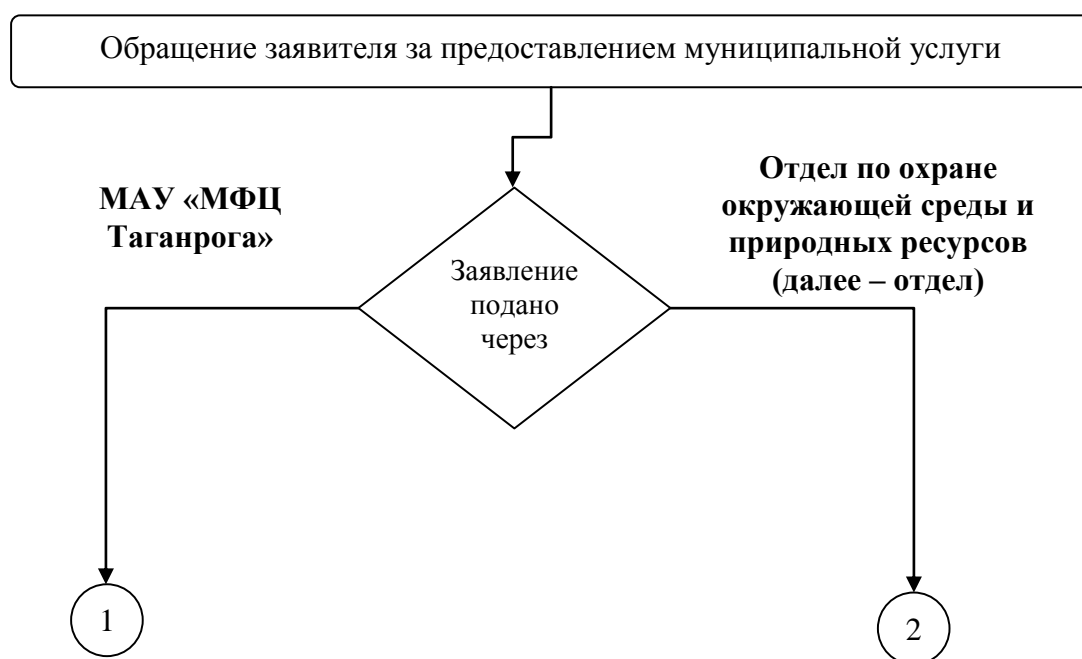 Обращение заявителя за предоставлением муниципальной услуги
МАУ «МФЦ
Таганрога»
Отдел по охране
окружающей среды и
природных ресурсов
(далее – отдел)
Заявление
подано
через
1
2